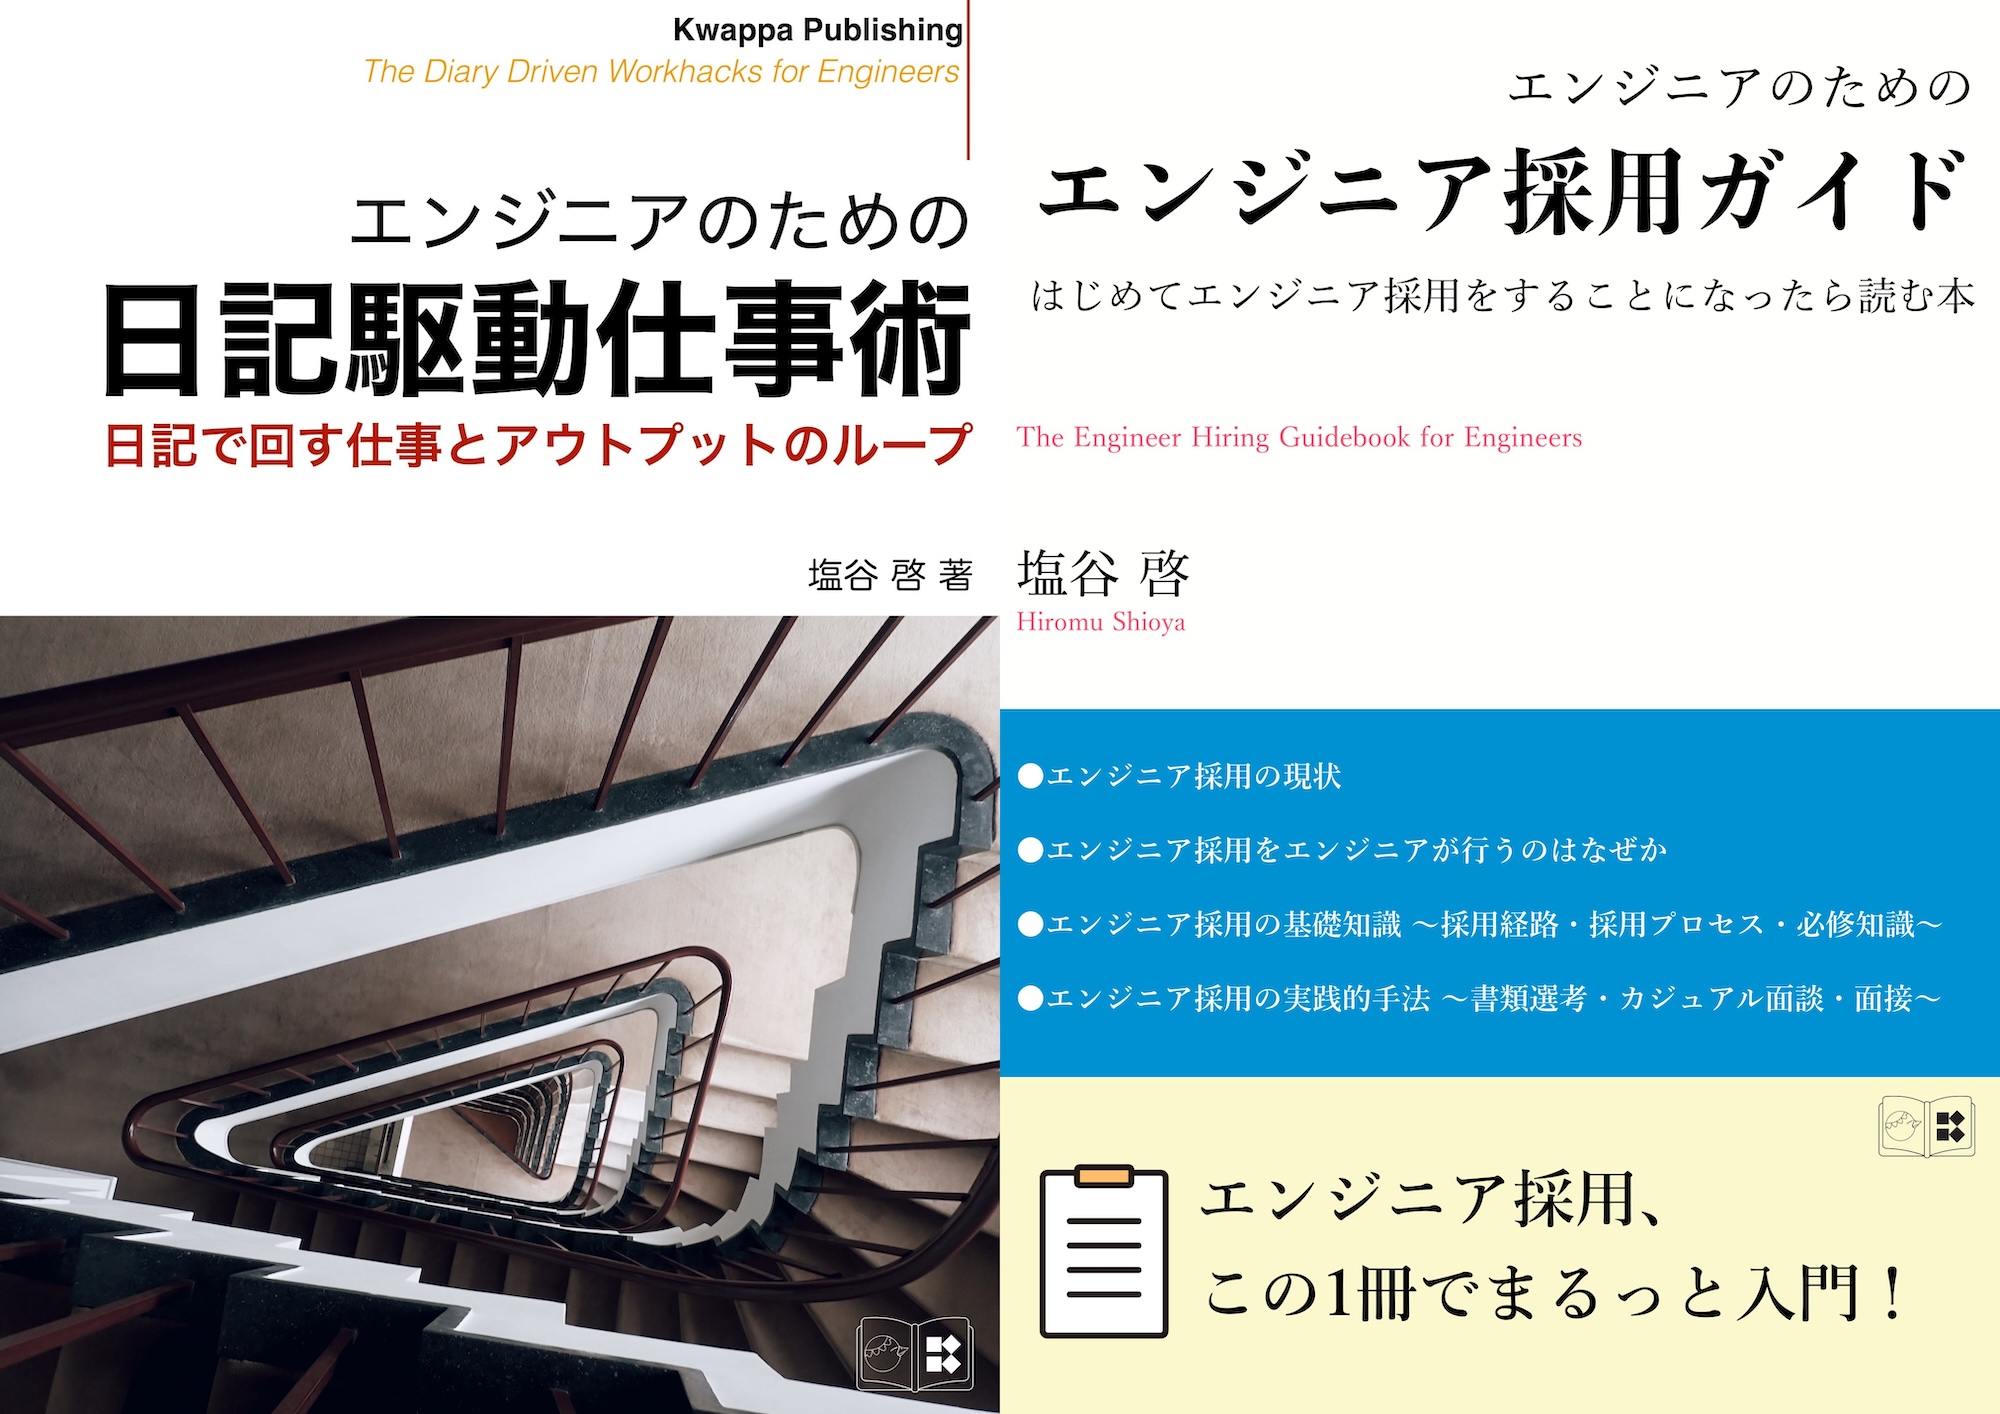 Kwappa Publishing
The Diary Driven Workhacks for Engineers
エンジニアのための
日記駆動仕事術
日記で回す仕事とアウトプットのループ
塩谷 啓 著
エンジニアのための
エンジニア採用ガイド
はじめてエンジニア採用をすることになったら読む本
The Engineer Hiring Guidebook for Engineers
塩谷 啓
Hiromu Shioya
●エンジニア採用の現状
●エンジニア採用をエンジニアが行うのはなぜか
●エンジニア採用の基礎知識 〜採用経路・採用プロセス・必修知識〜
●エンジニア採用の実践的手法 〜書類選考・カジュアル面談・面接〜
エンジニア採用、
この1冊でまるっと入門！